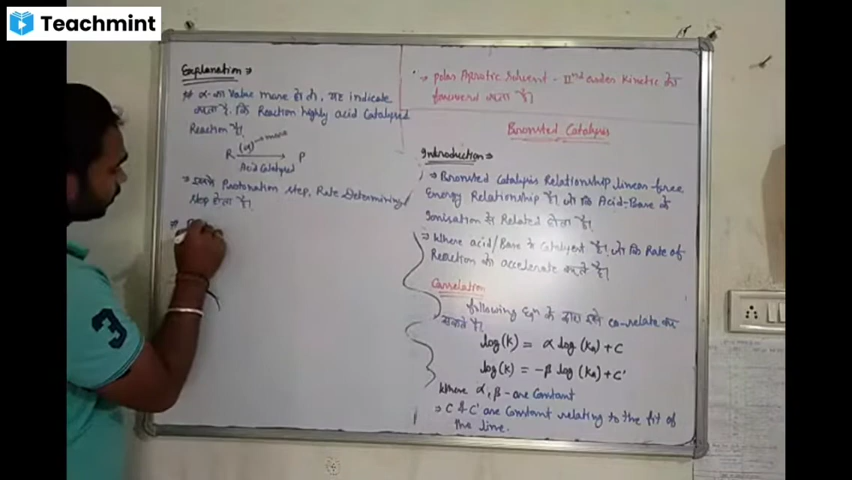 Teachmint
Explanation ⇒
⇒ α- का value more हो तो, यह indicate
करता है. कि Reaction highly acid Catalysed
Reaction है।
R (α)→more → P
Acid Catalysed
⇒ इसमें Protonation step, Rate Determining
step होता है।
→ polar Aprotic Solvent - IInd order Kinetic को
favoured करता है।
Bronsted Catalysis
Introduction ⇒
→ Bronsted Catalysis Relationship, linear free
Energy Relationship है। जो कि Acid-Base के
Ionisation से Related होता है।
→ Where acid/Base के Catalyst है। जो कि Rate of
Reaction को accelerate करते है।
Correlation
following Eqn के द्वारा इसे co-relate कर
सकते है।
log(k) = α log(Ka) + C
log(k) = -β log(Ka) + C'
Where α, β - are Constant
⇒ C & C' are Constant relating to the fit of
the line.